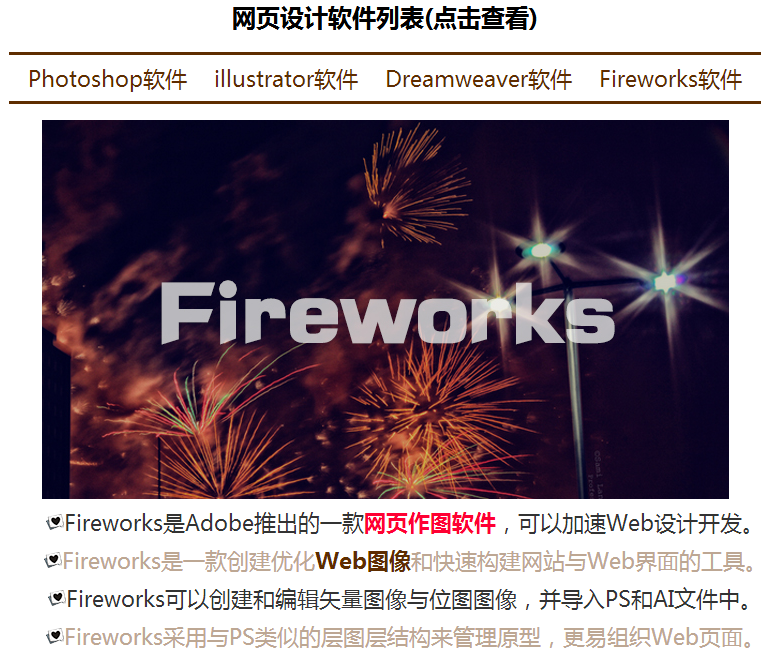 网页设计软件列表(点击查看)
Photoshop软件 illustrator软件 Dreamweaver软件 Fireworks软件
Fireworks
Fireworks是Adobe推出的一款网页作图软件，可以加速Web设计开发。
Fireworks是一款创建优化Web图像和快速构建网站与Web界面的工具。
Fireworks可以创建和编辑矢量图像与位图图像，并导入PS和AI文件中。
Fireworks采用与PS类似的层图层结构来管理原型，更易组织Web页面。